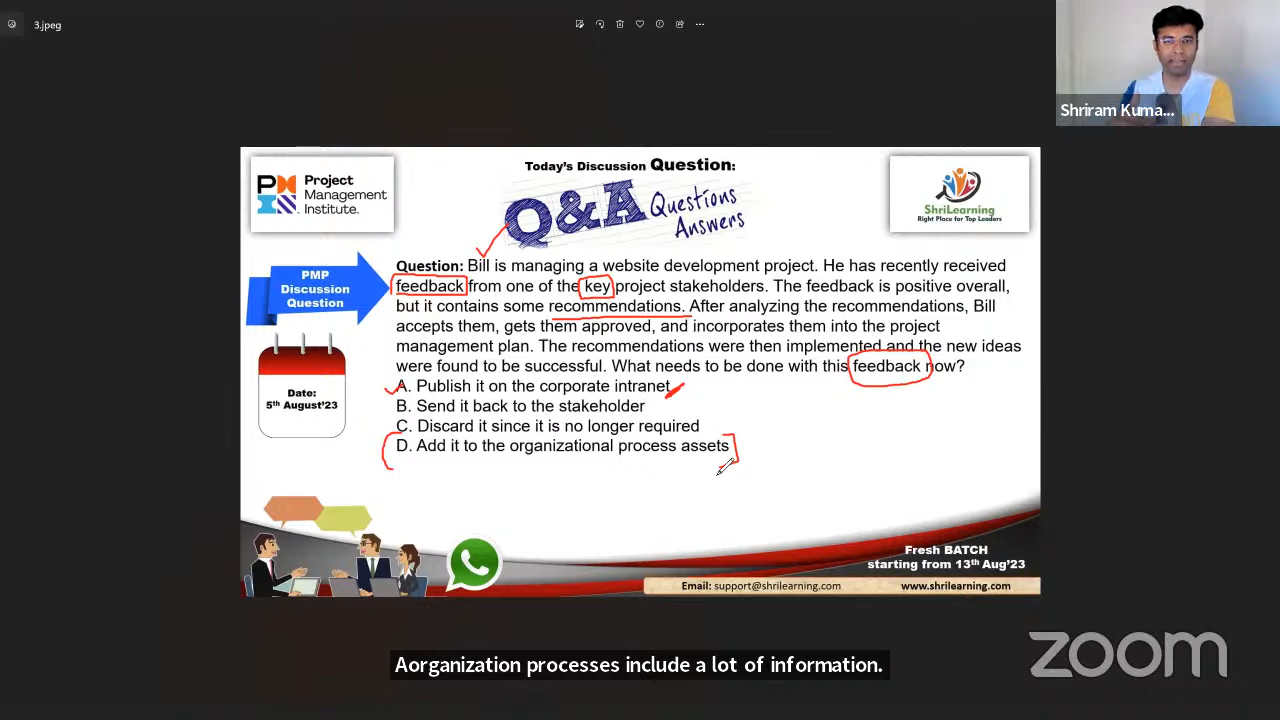 3.jpeg
Shriram Kuma...
Today's Discussion Question:
Project
Management
Institute.
Q&A Questions
Answers
ShriLearning
Right Place for Top Leaders
PMP
Discussion
Question
Question: Bill is managing a website development project. He has recently received
feedback from one of the key project stakeholders. The feedback is positive overall,
but it contains some recommendations. After analyzing the recommendations, Bill
accepts them, gets them approved, and incorporates them into the project
management plan. The recommendations were then implemented and the new ideas
were found to be successful. What needs to be done with this feedback now?
A. Publish it on the corporate intranet
B. Send it back to the stakeholder
C. Discard it since it is no longer required
D. Add it to the organizational process assets
Date:
5th August'23
Fresh BATCH
starting from 13th Aug'23
Email: support@shrilearning.com
www.shrilearning.com
Aorganization processes include a lot of information.
zoom